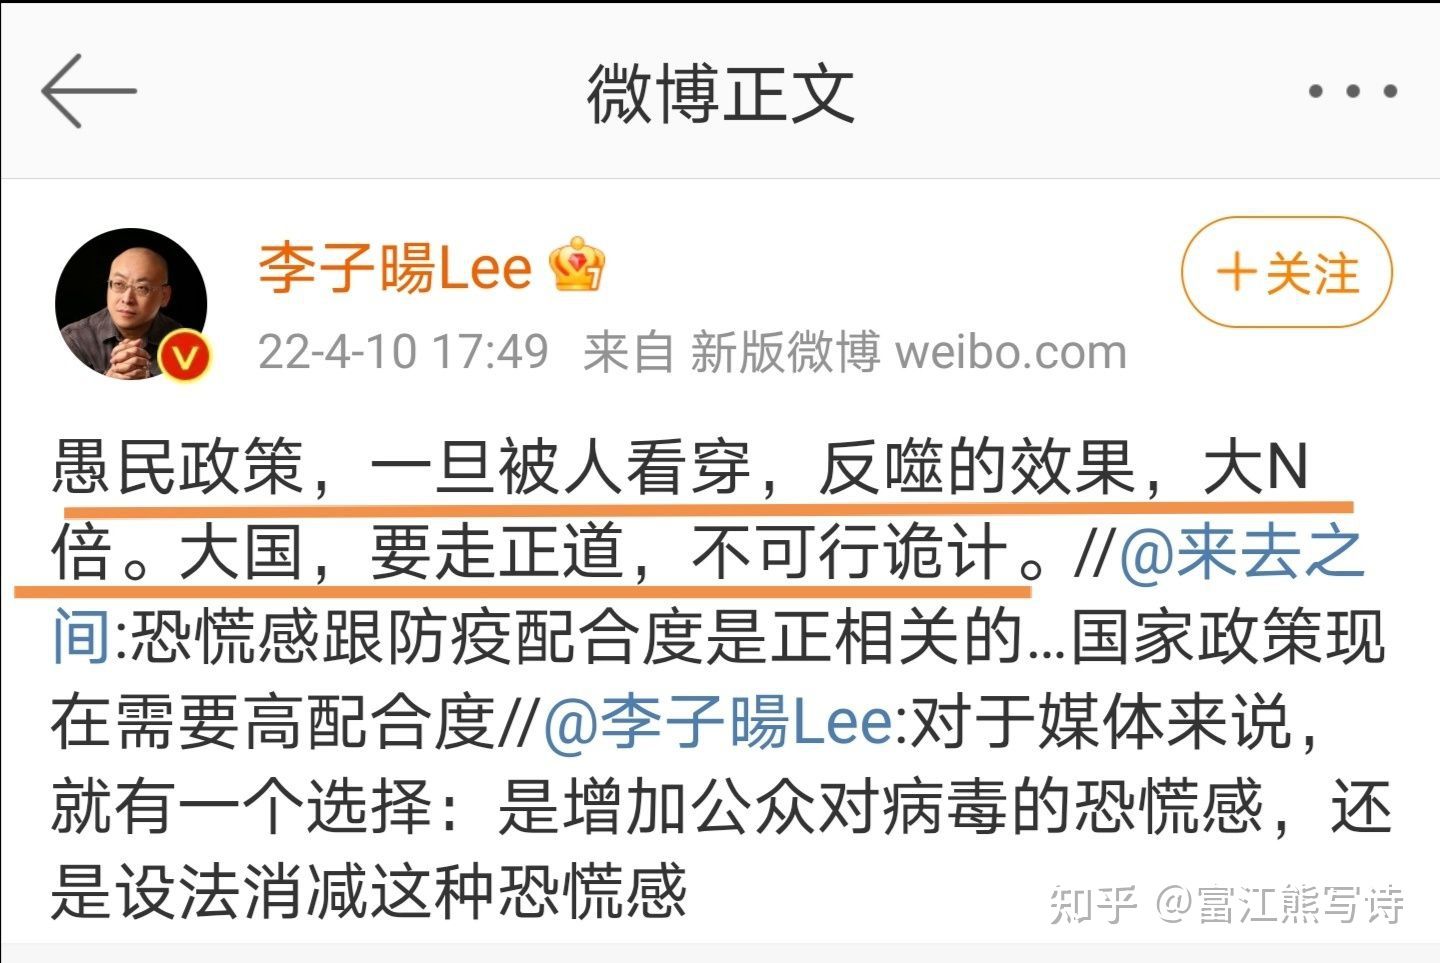 微博正文
李子暘Lee
+关注
22-4-10 17:49 来自 新版微博 weibo.com
愚民政策，一旦被人看穿，反噬的效果，大N
倍。大国，要走正道，不可行诡计。//@来去之
间:恐慌感跟防疫配合度是正相关的...国家政策现
在需要高配合度//@李子暘Lee:对于媒体来说，
就有一个选择：是增加公众对病毒的恐慌感，还
是设法消减这种恐慌感
知乎 @富江熊写诗